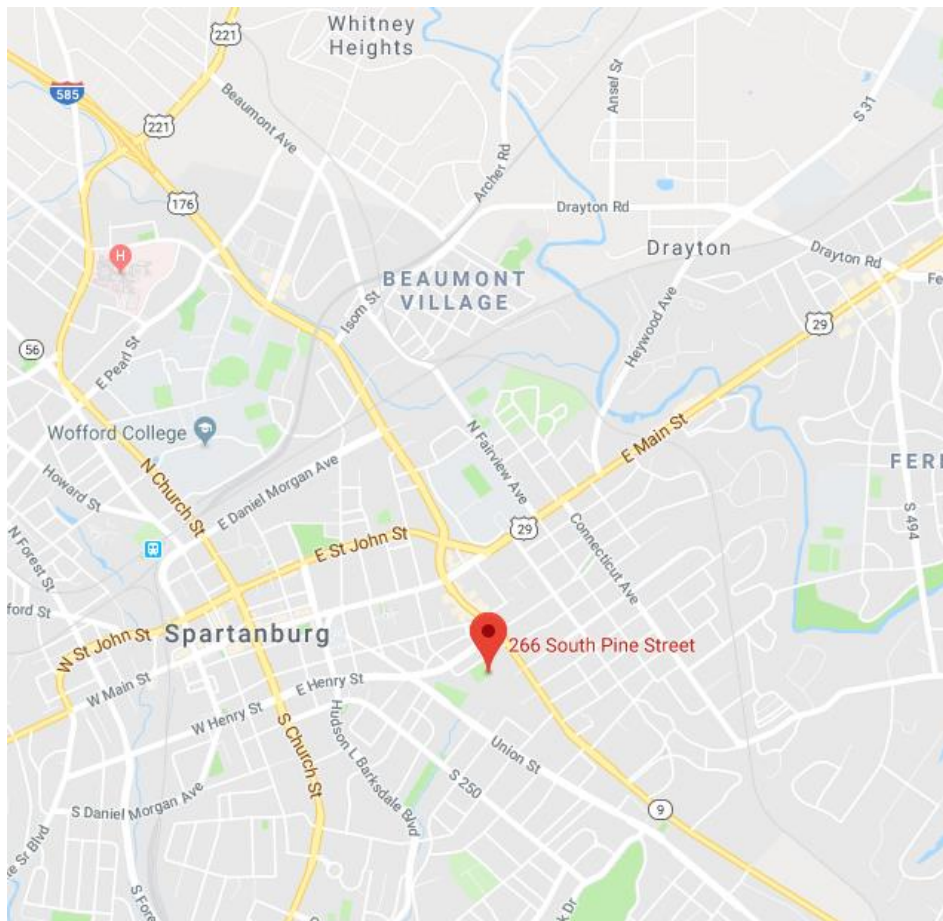 Whitney
Heights
221
585
Beaumont Ave
Ansel St
S 31
221
Archer Rd
176
Drayton Rd
H
Drayton
Drayton Rd
BEAUMONT
VILLAGE
Isom St
29
Heywood Ave
56
E Pearl St
Wofford College
N Fairview Ave
E Main St
N Church St
E Daniel Morgan Ave
Howard St
S 494
29
Connecticut Ave
E St John St
N Forest St
Spartanburg
266 South Pine Street
W St John St
W Main St
E Henry St
W Henry St
S Church St
Hudson L Barksdale Blvd
Union St
S 250
S Daniel Morgan Ave
9